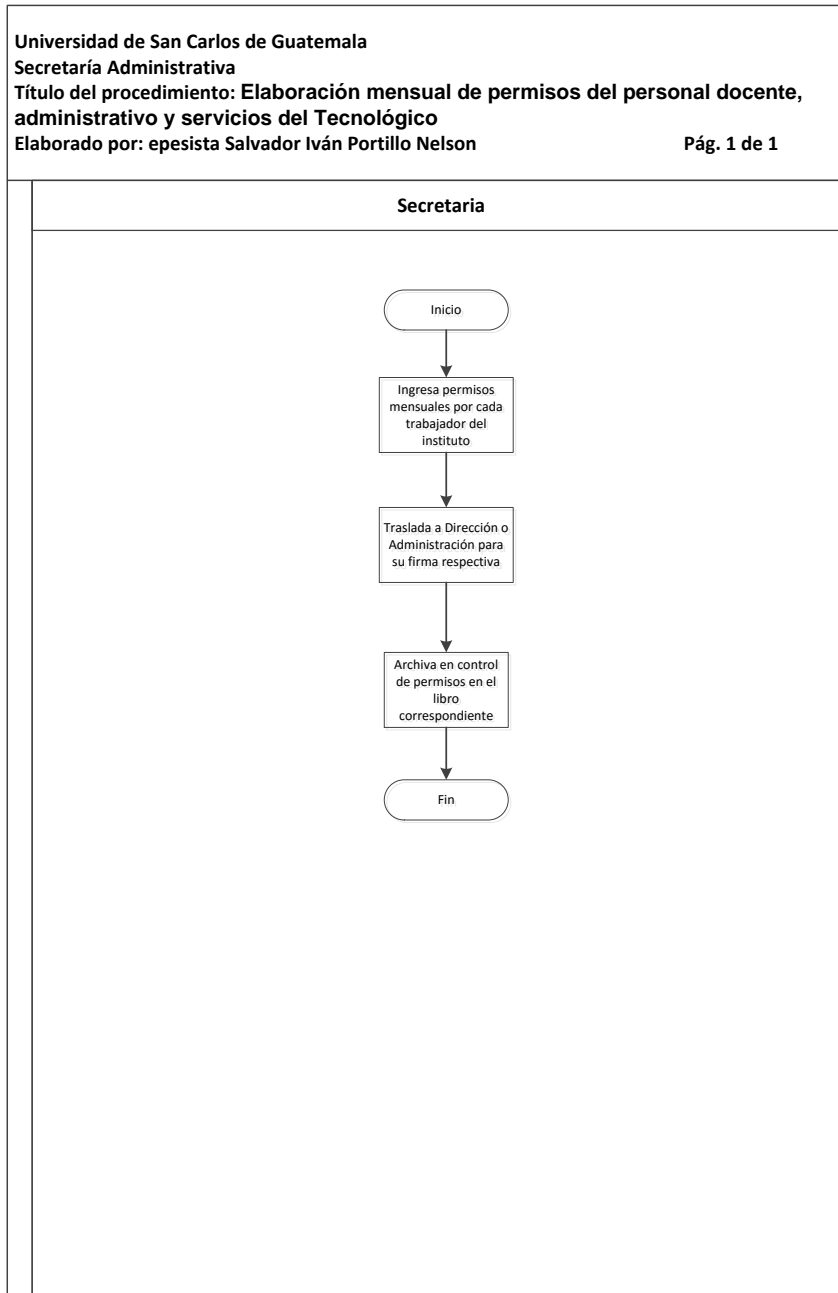 Universidad de San Carlos de Guatemala
Secretaría Administrativa
Título del procedimiento: Elaboración mensual de permisos del personal docente,
administrativo y servicios del Tecnológico
Elaborado por: epesista Salvador Iván Portillo Nelson Pág. 1 de 1
Secretaria
Inicio
Ingresa permisos
mensuales por cada
trabajador del
instituto
Traslada a Dirección o
Administración para
su firma respectiva
Archiva en control
de permisos en el
libro
correspondiente
Fin